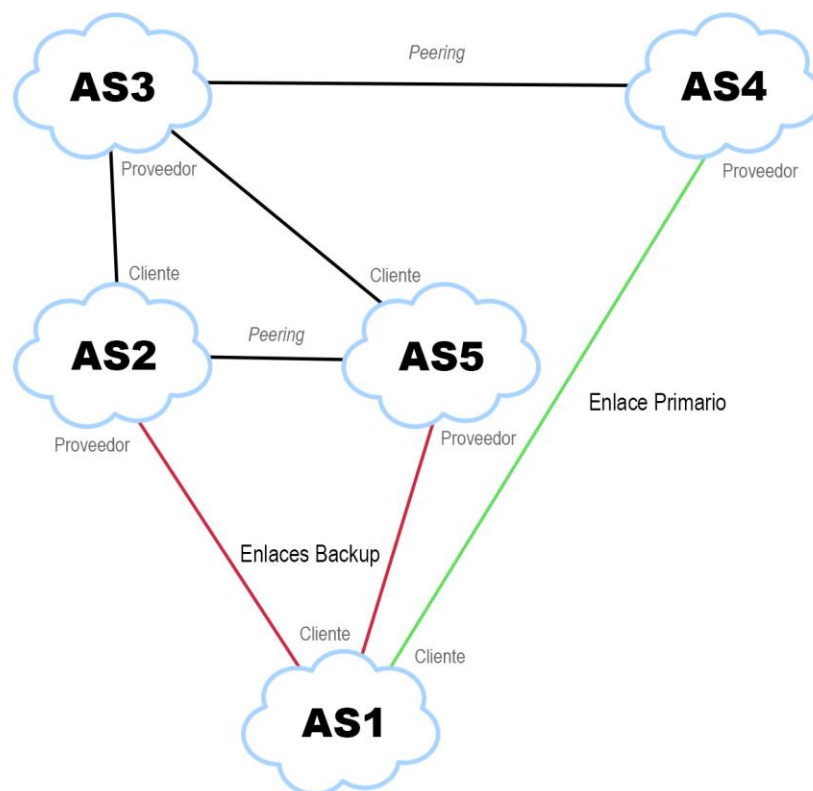 Peering
AS3
AS4
Proveedor
Proveedor
Cliente
Cliente
Peering
AS2
AS5
Enlace Primario
Proveedor
Proveedor
Enlaces Backup
Cliente
Cliente
AS1